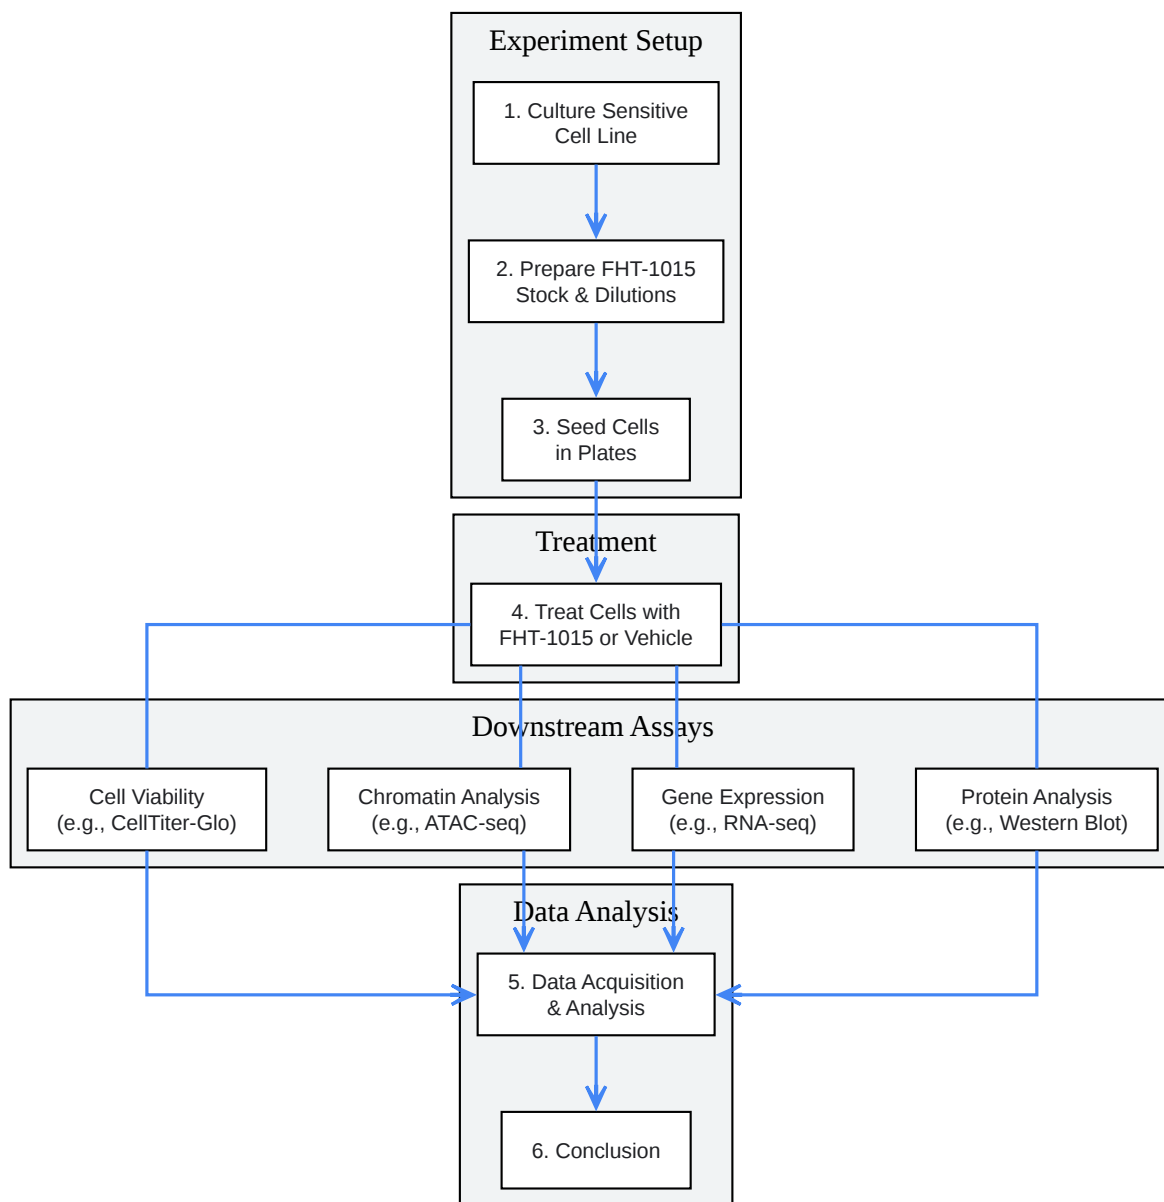 Experiment Setup
1. Culture Sensitive
Cell Line
2. Prepare FHT-1015
Stock & Dilutions
3. Seed Cells
in Plates
Treatment
4. Treat Cells with
FHT-1015 or Vehicle
Downstream Assays
Cell Viability
(e.g., CellTiter-Glo)
Chromatin Analysis
(e.g., ATAC-seq)
Gene Expression
(e.g., RNA-seq)
Protein Analysis
(e.g., Western Blot)
Data Analysis
5. Data Acquisition
& Analysis
6. Conclusion